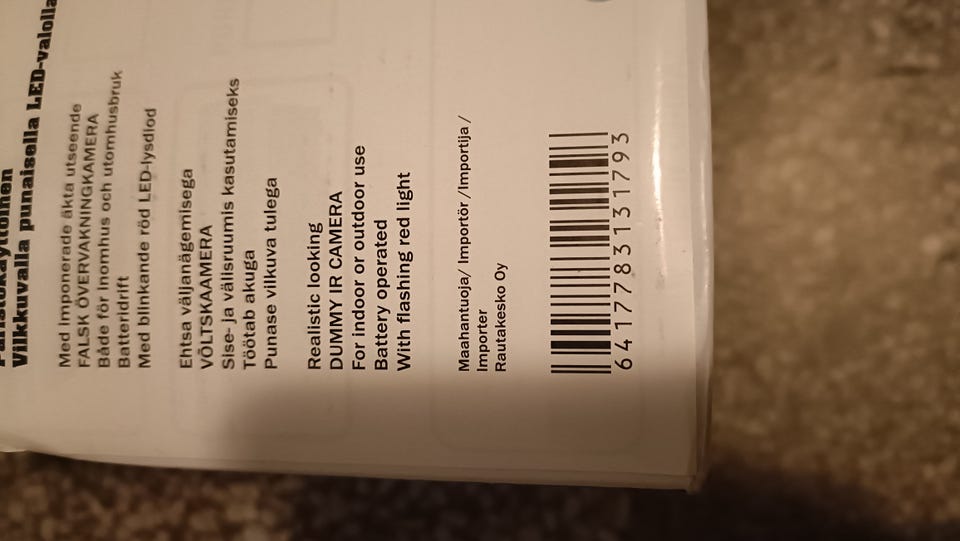 Paristokäyttöinen
Vilkkuvalla punaisella LED-valolla
Med imponerade äkta utseende
FALSK ÖVERVAKNINGKAMERA
Både för inomhus och utomhusbruk
Batteridrift
Med blinkande röd LED-lysdiod
Ehtsa väljanägemisega
VÕLTSKAAMERA
Sise- ja välisruumis kasutamiseks
Töötab akuga
Punase vilkuva tulega
Realistic looking
DUMMY IR CAMERA
For indoor or outdoor use
Battery operated
With flashing red light
Maahantuoja/ Importör /Importija /
Importer
Rautakesko Oy
6417783131793